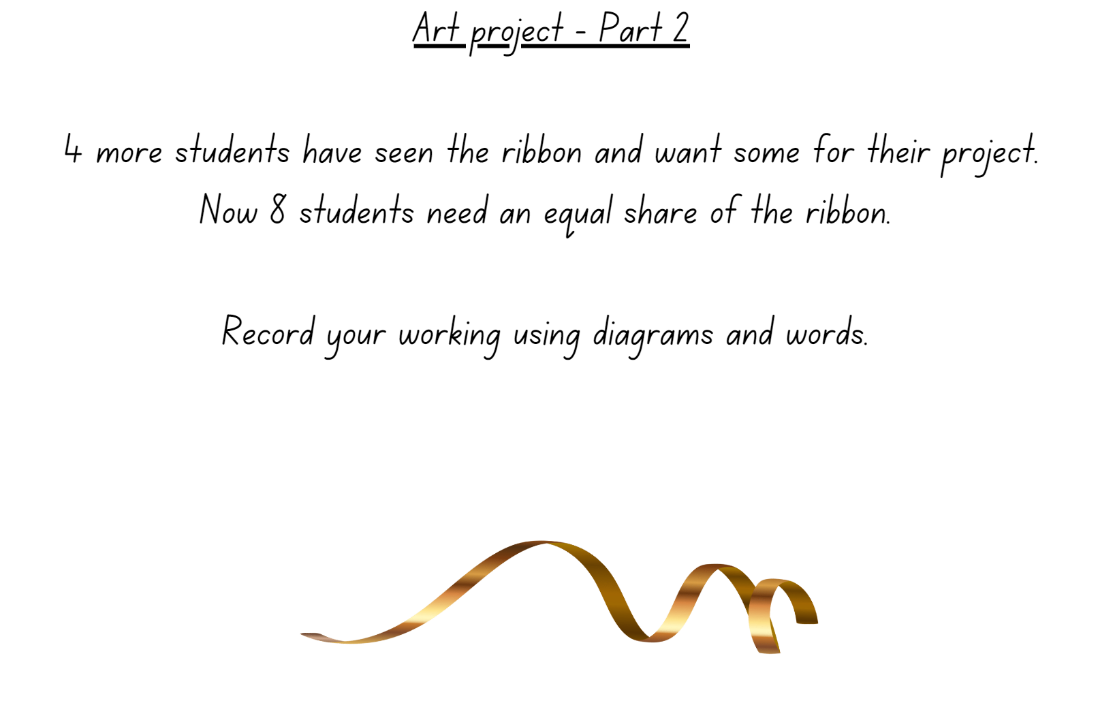 Art project - Part 2
4 more students have seen the ribbon and want some for their project.
Now 8 students need an equal share of the ribbon.
Record your working using diagrams and words.